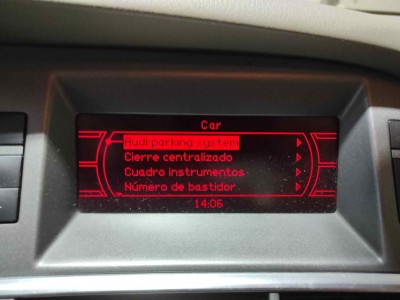 Car
Audi parking system
Cierre centralizado
Cuadro instrumentos
Número de bastidor
14:06